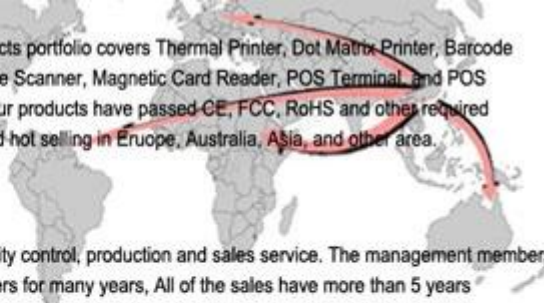 cts portfolio covers Thermal Printer, Dot Matrix Printer, Barcode
e Scanner, Magnetic Card Reader, POS Terminal, and POS
ur products have passed CE, FCC, RoHS and other required
d hot selling in Eruope, Australia, Asia, and other area.
ity control, production and sales service. The management member
ers for many years, All of the sales have more than 5 years